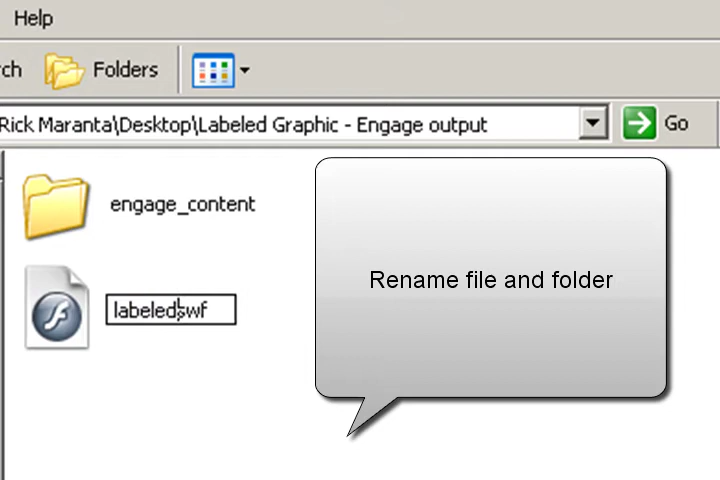 Help
rch Folders
Rick Maranta\Desktop\Labeled Graphic - Engage output Go
engage_content
labeled.swf
Rename file and folder